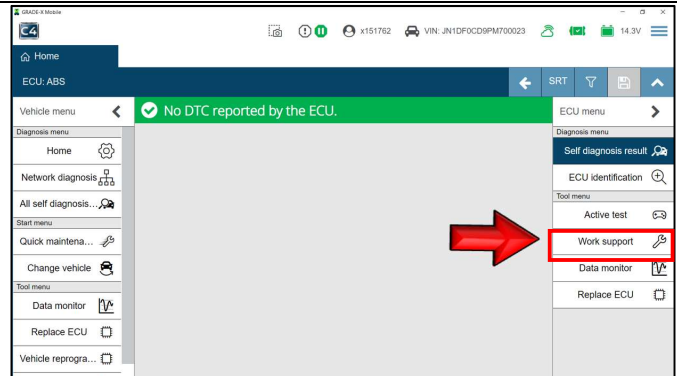 GRADE-X Mobile
C4
x151762 VIN: JN1DF0CD9PM700023 14.3V
Home
ECU: ABS
SRT
Vehicle menu
No DTC reported by the ECU.
ECU menu
Diagnosis menu
Home
Network diagnosis
All self diagnosis...
Start menu
Quick maintena...
Change vehicle
Tool menu
Data monitor
Replace ECU
Vehicle reprogra...
Diagnosis menu
Self diagnosis result
ECU identification
Tool menu
Active test
Work support
Data monitor
Replace ECU